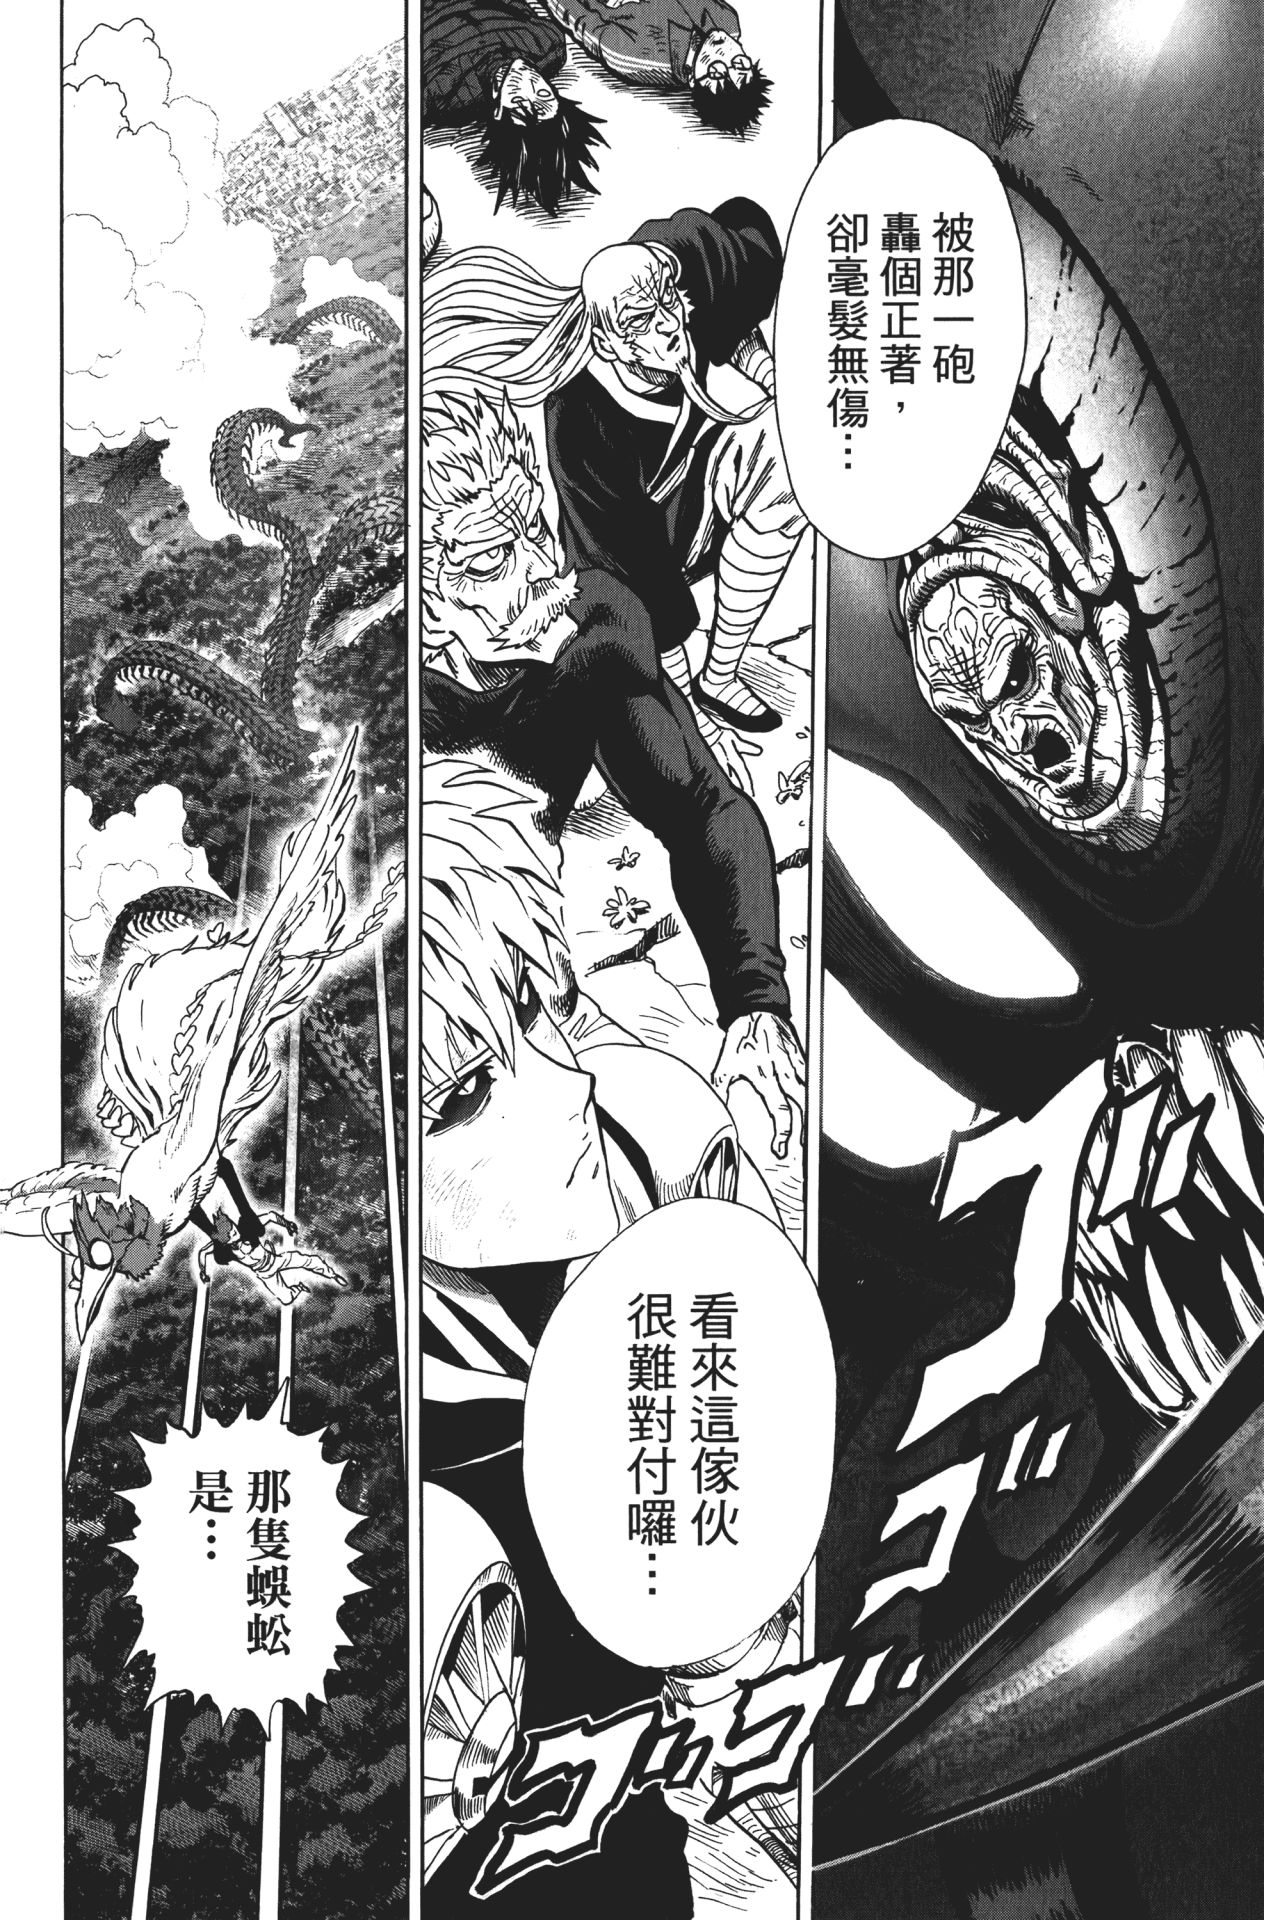 被那一砲
轟個正著，
卻毫髮無傷…
ゴゴゴゴゴ
看來這傢伙
很難對付囉…
那隻蜈蚣
是…